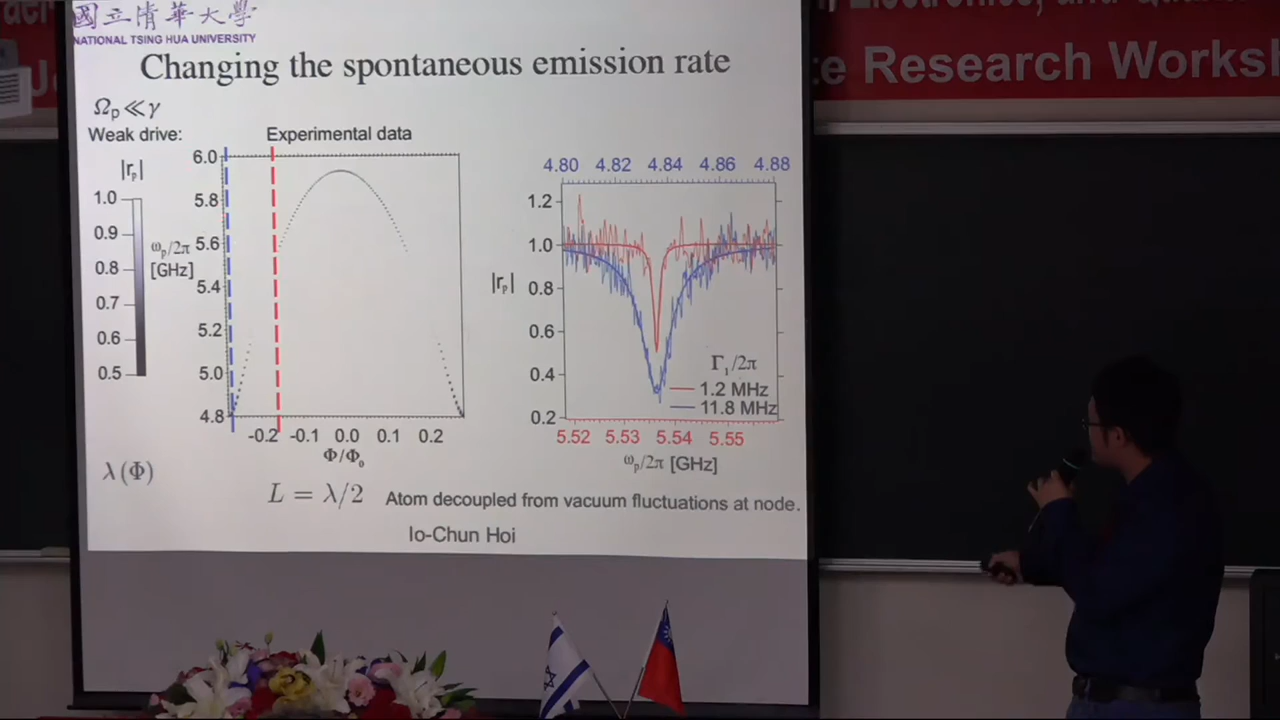 國立清華大學
NATIONAL TSING HUA UNIVERSITY
Research Worksh
Changing the spontaneous emission rate
Ωp≪γ
Weak drive:
Experimental data
|rp|
1.0
0.9
0.8
0.7
0.6
0.5
ωp/2π
[GHz]
6.0
5.8
5.6
5.4
5.2
5.0
4.8
-0.2 -0.1 0.0 0.1 0.2
Φ/Φ0
4.80 4.82 4.84 4.86 4.88
|rp|
1.2
1.0
0.8
0.6
0.4
0.2
Γ1/2π
1.2 MHz
11.8 MHz
5.52 5.53 5.54 5.55
ωp/2π [GHz]
λ(Φ)
L = λ/2 Atom decoupled from vacuum fluctuations at node.
Io-Chun Hoi